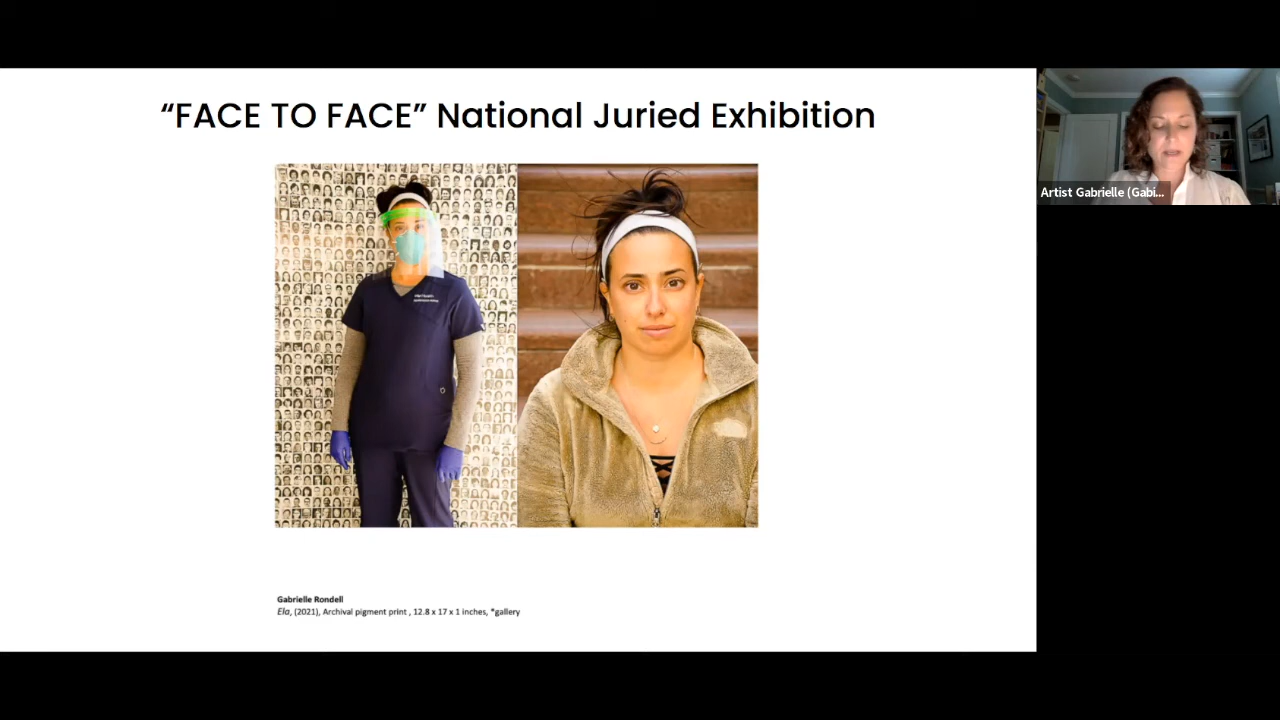 “FACE TO FACE” National Juried Exhibition
Artist Gabrielle (Gabi...
Gabrielle Rondell
Ela, (2021), Archival pigment print , 12.8 x 17 x 1 inches, *gallery